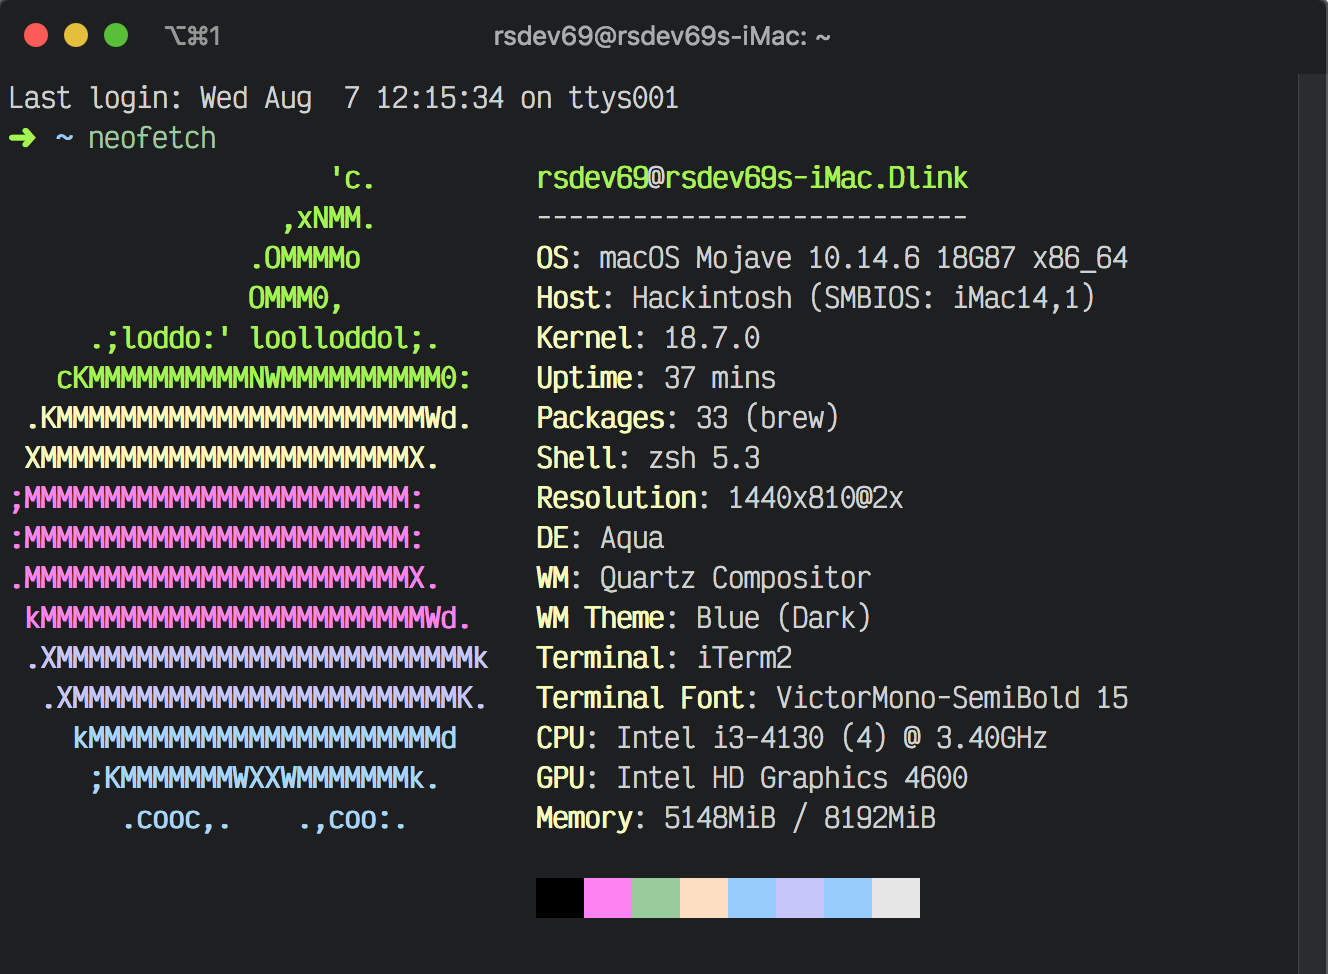 ⌥⌘1 rsdev69@rsdev69s-iMac: ~
Last login: Wed Aug  7 12:15:34 on ttys001
➜ ~ neofetch
                    'c.          rsdev69@rsdev69s-iMac.Dlink
                 ,xNMM.          ---------------------------
               .OMMMMo           OS: macOS Mojave 10.14.6 18G87 x86_64
               OMMM0,            Host: Hackintosh (SMBIOS: iMac14,1)
     .;loddo:' loolloddol;.      Kernel: 18.7.0
   cKMMMMMMMMMMNWMMMMMMMMMM0:    Uptime: 37 mins
 .KMMMMMMMMMMMMMMMMMMMMMMMWd.    Packages: 33 (brew)
 XMMMMMMMMMMMMMMMMMMMMMMMX.      Shell: zsh 5.3
;MMMMMMMMMMMMMMMMMMMMMMMM:       Resolution: 1440x810@2x
:MMMMMMMMMMMMMMMMMMMMMMMM:       DE: Aqua
.MMMMMMMMMMMMMMMMMMMMMMMMX.      WM: Quartz Compositor
 kMMMMMMMMMMMMMMMMMMMMMMMMWd.    WM Theme: Blue (Dark)
 .XMMMMMMMMMMMMMMMMMMMMMMMMMMk   Terminal: iTerm2
  .XMMMMMMMMMMMMMMMMMMMMMMMMK.   Terminal Font: VictorMono-SemiBold 15
    kMMMMMMMMMMMMMMMMMMMMMMd     CPU: Intel i3-4130 (4) @ 3.40GHz
     ;KMMMMMMMWXXWMMMMMMMk.      GPU: Intel HD Graphics 4600
       .cooc,.    .,coo:.        Memory: 5148MiB / 8192MiB